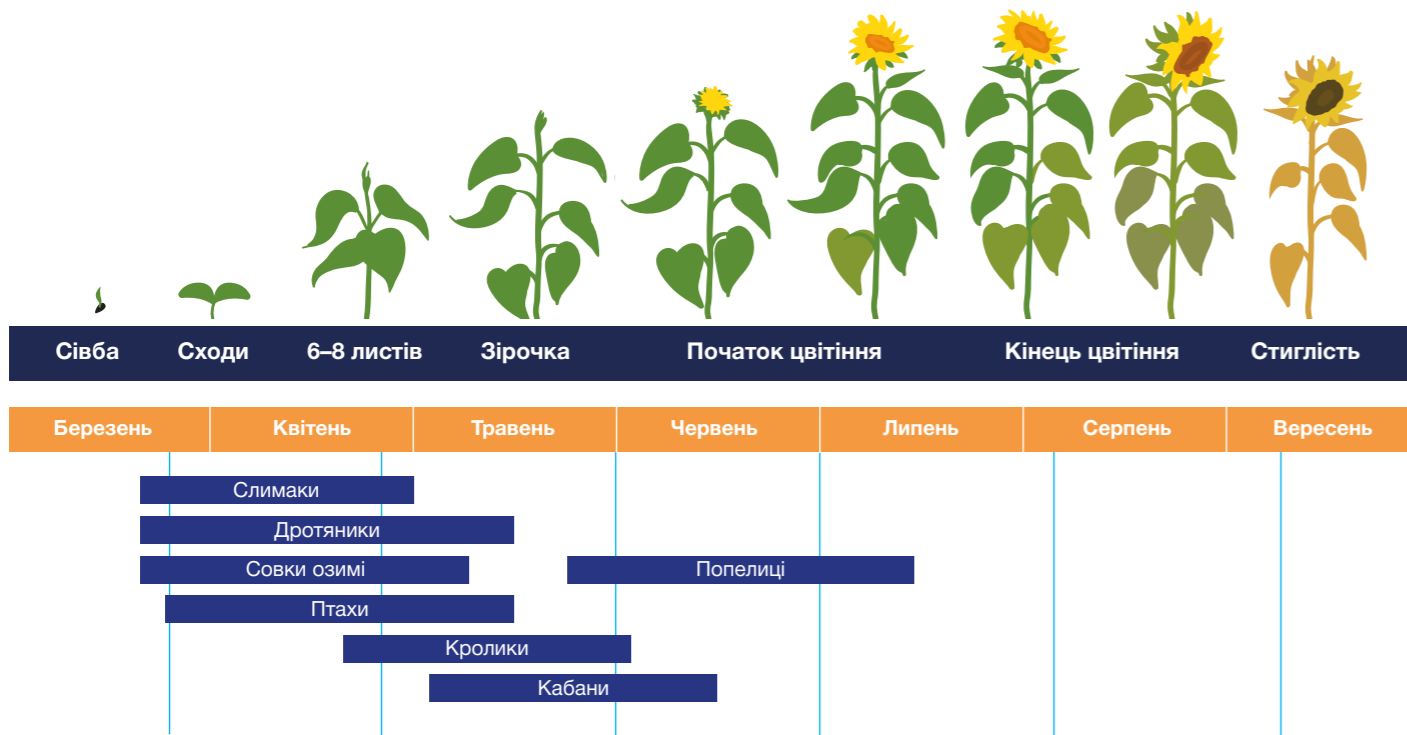 Сівба Сходи 6–8 листів Зірочка Початок цвітіння Кінець цвітіння Стиглість
Березень Квітень Травень Червень Липень Серпень Вересень
Слимаки
Дротяники
Совки озимі Попелиці
Птахи
Кролики
Кабани